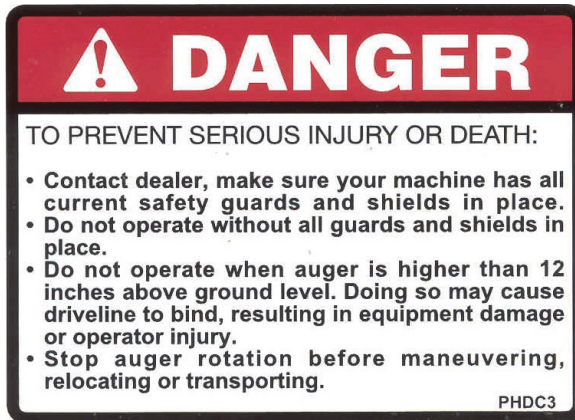 DANGER
TO PREVENT SERIOUS INJURY OR DEATH:
• Contact dealer, make sure your machine has all
current safety guards and shields in place.
• Do not operate without all guards and shields in
place.
• Do not operate when auger is higher than 12
inches above ground level. Doing so may cause
driveline to bind, resulting in equipment damage
or operator injury.
• Stop auger rotation before maneuvering,
relocating or transporting.
PHDC3